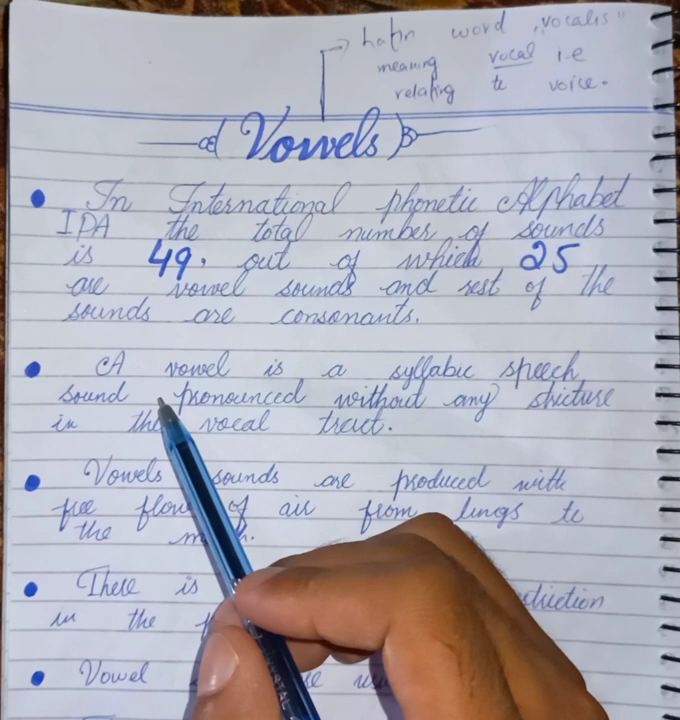 Latin word "vocalis"
meaning vocal i.e
relating to voice.
Vowels
In International phonetic Alphabet
IPA the total number of sounds
is 49. out of which 25
are vowel sounds and rest of the
sounds are consonants.
A vowel is a syllabic speech
sound pronounced without any stricture
in the vocal tract.
Vowels sounds are produced with
free flow of air from lungs to
the
There is
in the
Vowel